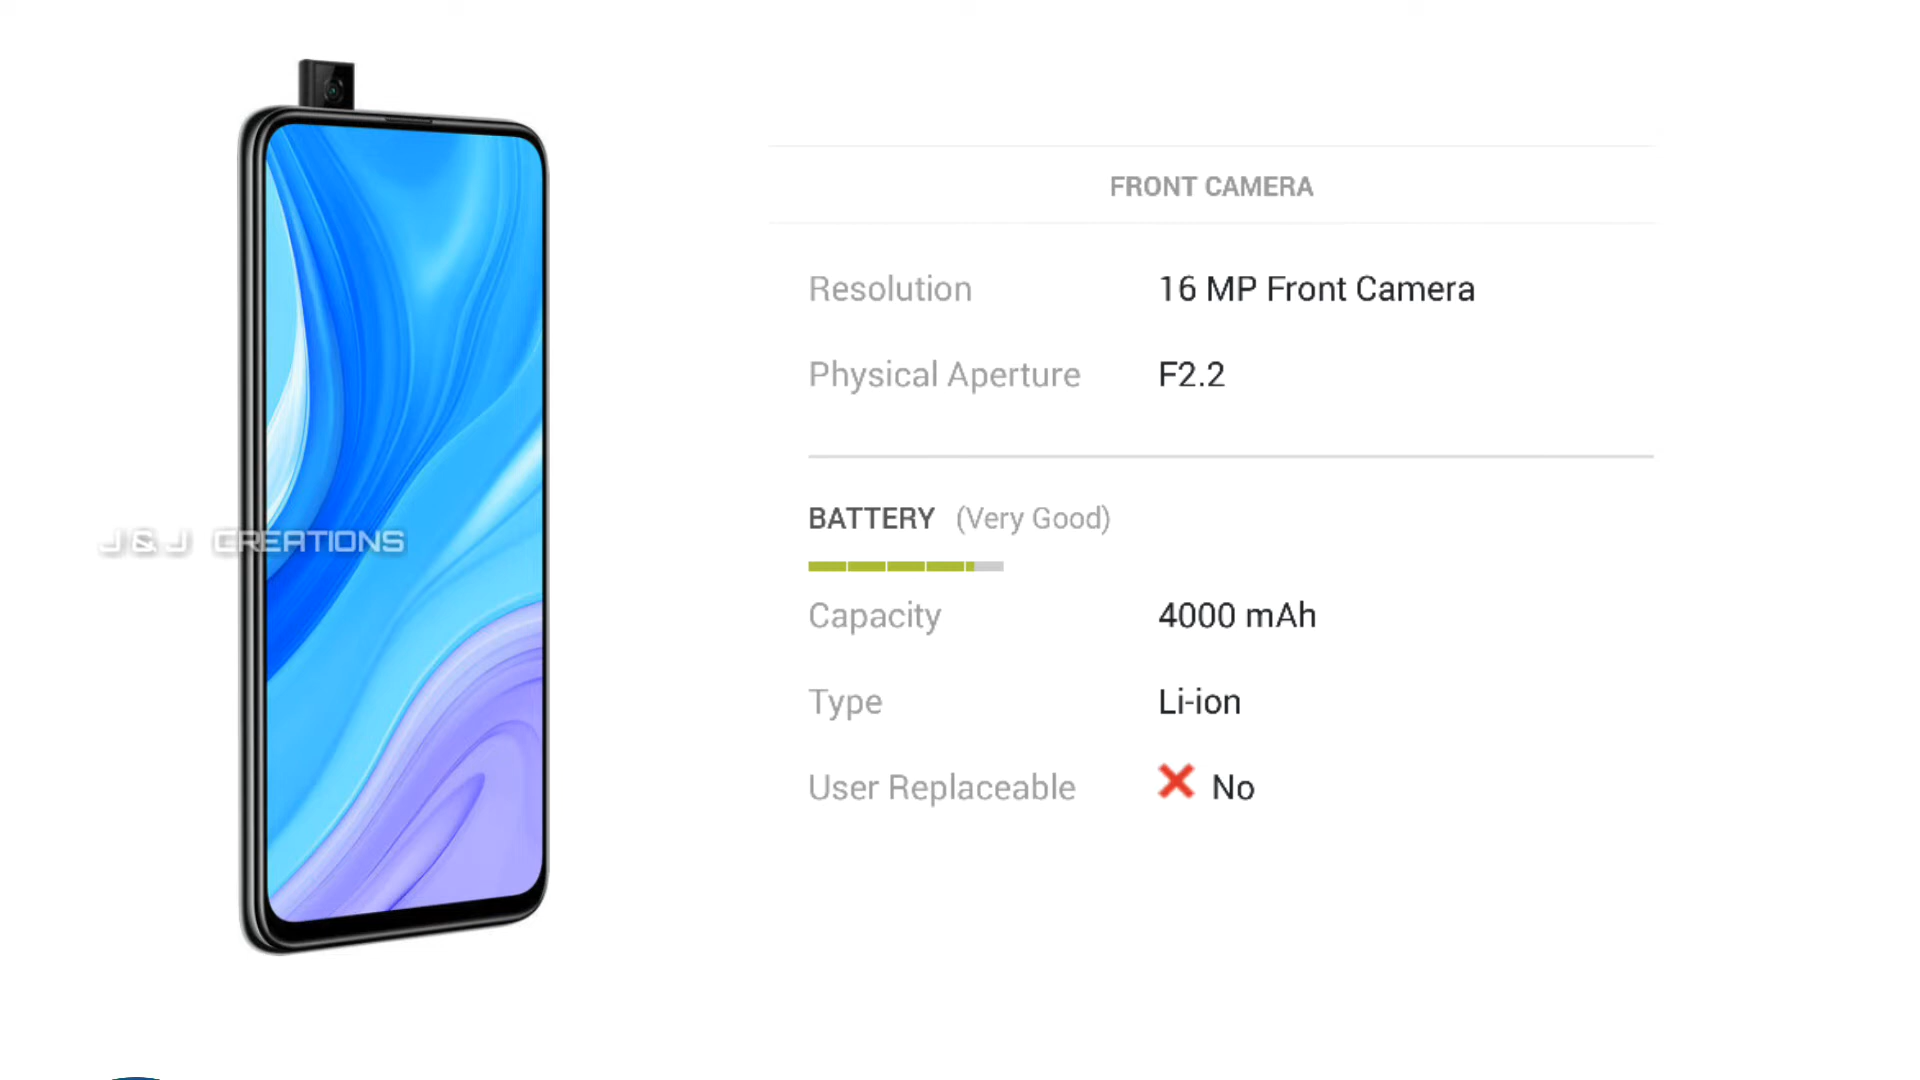 FRONT CAMERA
Resolution 16 MP Front Camera
Physical Aperture F2.2
BATTERY (Very Good)
Capacity 4000 mAh
Type Li-ion
User Replaceable No
J & J CREATIONS